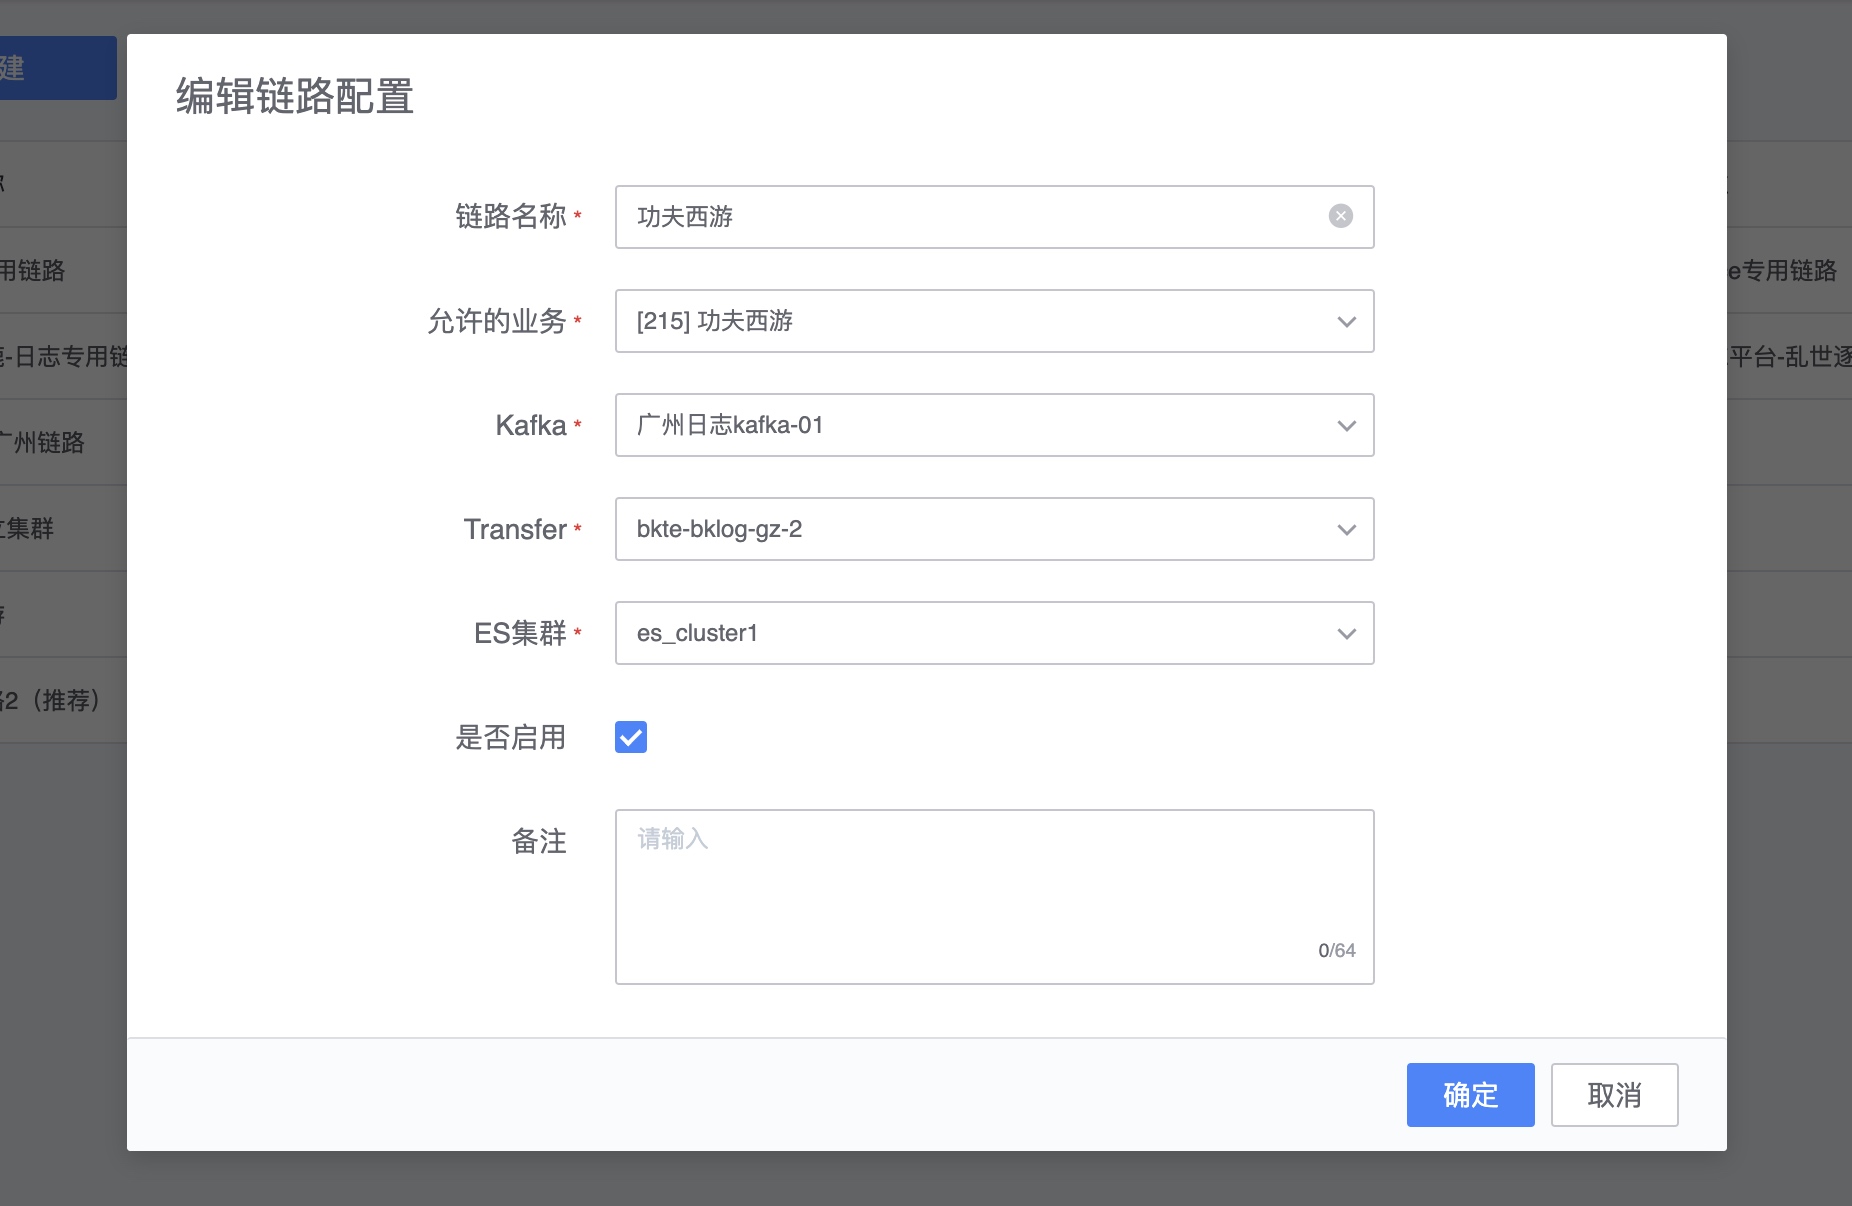 建
编辑链路配置
链路名称*
功夫西游
用链路
e专用链路
允许的业务*
[215] 功夫西游
-日志专用链
平台-乱世逐
Kafka*
广州日志kafka-01
广州链路
Transfer*
bkte-bklog-gz-2
立集群
ES集群*
es_cluster1
游
路2（推荐）
是否启用
备注
请输入
0/64
确定
取消